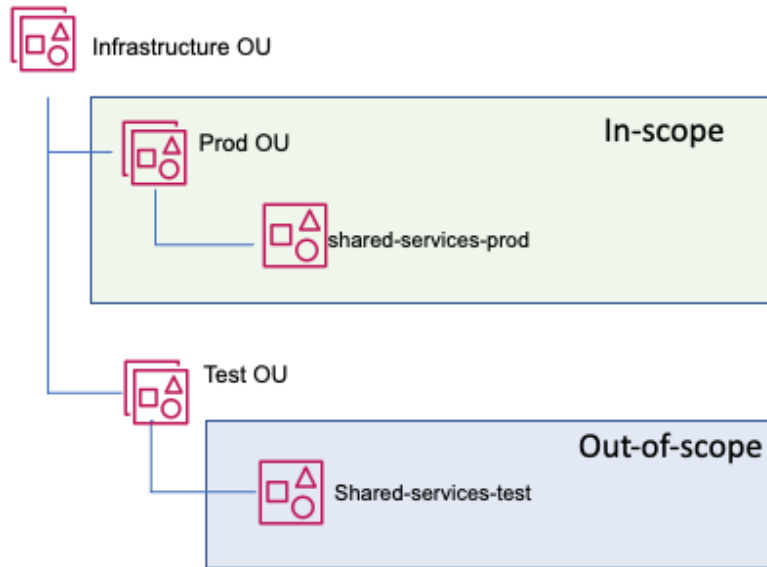 Infrastructure OU
In-scope
Prod OU
shared-services-prod
Test OU
Out-of-scope
Shared-services-test